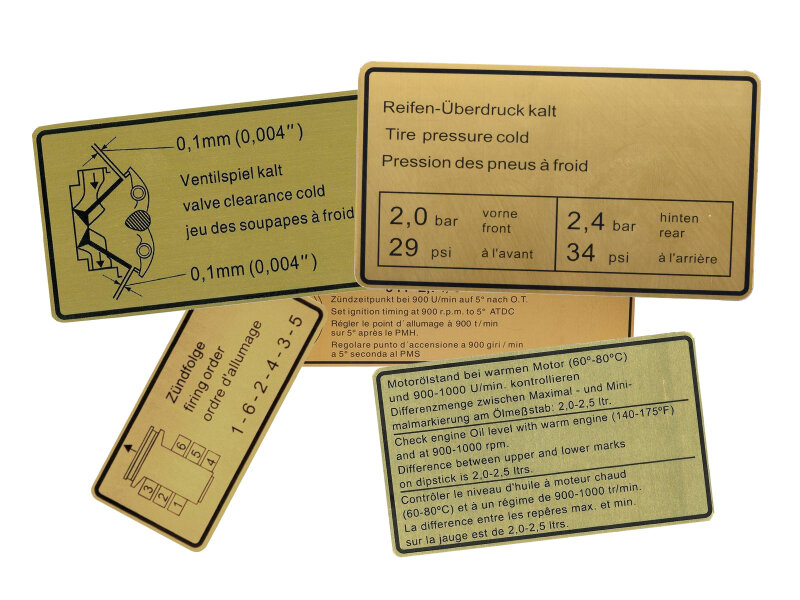 0,1mm (0,004")
Ventilspiel kalt
valve clearance cold
jeu des soupapes à froid
0,1mm (0,004")
Reifen-Überdruck kalt
Tire pressure cold
Pression des pneus à froid
2,0 bar vorne
front
29 psi à l'avant
2,4 bar hinten
rear
34 psi à l'arrière
Zündzeitpunkt bei 900 U/min auf 5° nach O.T.
Set ignition timing at 900 r.p.m. to 5° ATDC
Régler le point d´allumage à 900 t / min
sur 5° après le PMH.
Regolare punto d´accensione a 900 giri / min
a 5° seconda al PMS
Zündfolge
firing order
ordre d'allumage
1-6-2-4-3-5
6 5 4
3 2 1
Motorölstand bei warmen Motor (60º-80ºC)
und 900-1000 U/min. kontrollieren
Differenzmenge zwischen Maximal - und Mini-
malmarkierung am Ölmeßstab: 2,0-2,5 ltr.
Check engine Oil level with warm engine (140-175ºF)
and at 900-1000 rpm.
Difference between upper and lower marks
on dipstick is 2,0-2,5 ltrs.
Contrôler le niveau d'huile à moteur chaud
(60-80ºC) et à un régime de 900-1000 tr/min.
La difference entre les repêres max. et min.
sur la jauge est de 2,0-2,5 ltrs.